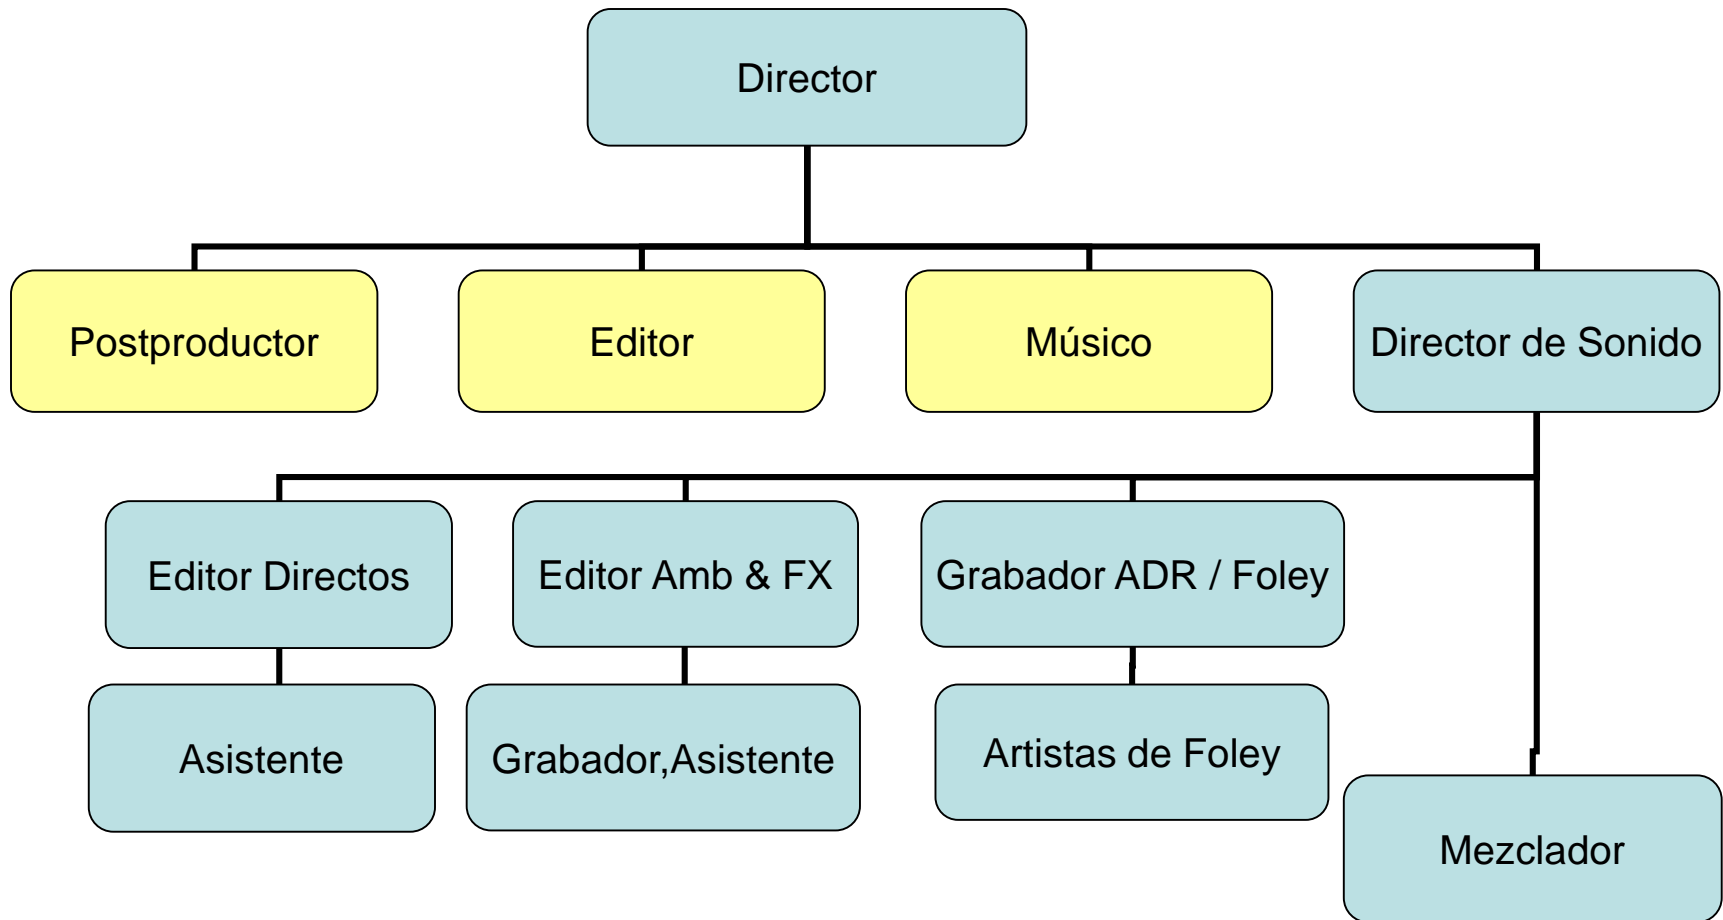 Director
Postproductor
Editor
Músico
Director de Sonido
Editor Directos
Editor Amb & FX
Grabador ADR / Foley
Asistente
Grabador,Asistente
Artistas de Foley
Mezclador